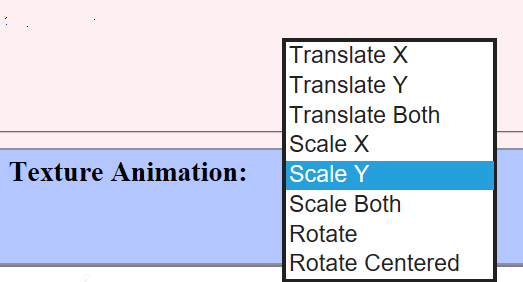 Translate X
Translate Y
Translate Both
Scale X
Texture Animation:
Scale Y
Scale Both
Rotate
Rotate Centered